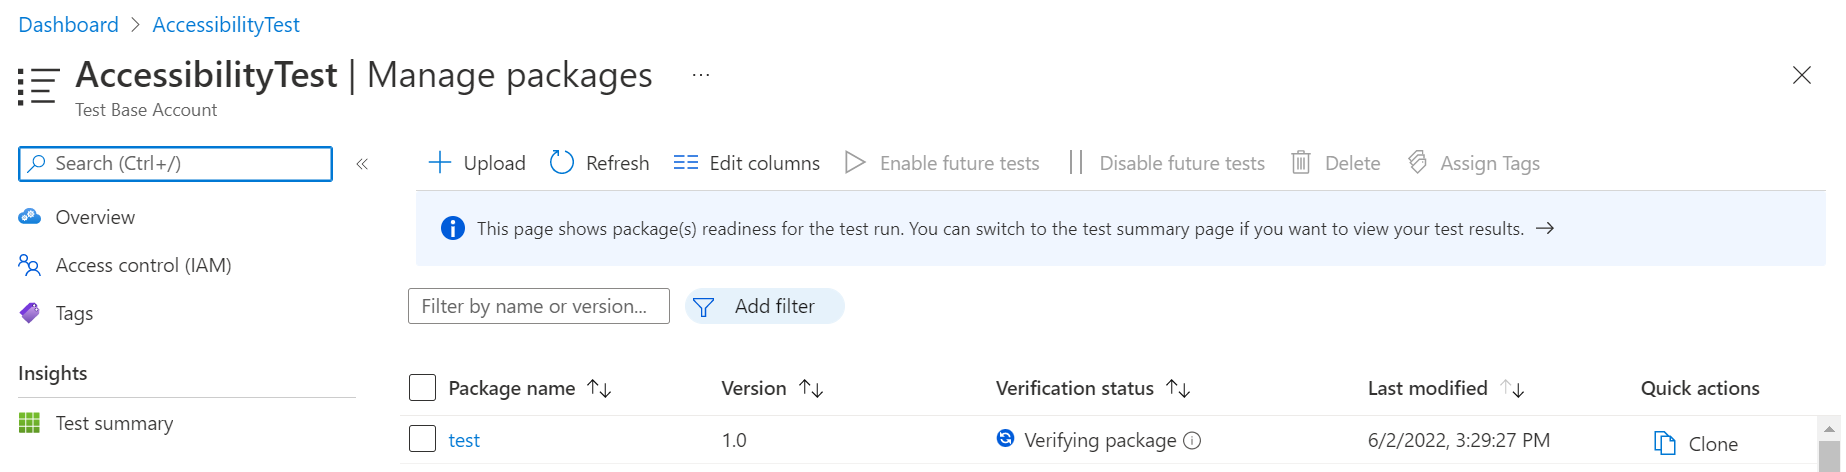 Dashboard > AccessibilityTest
AccessibilityTest | Manage packages ...
Test Base Account
Search (Ctrl+/) «
Overview
Access control (IAM)
Tags
Insights
Test summary
Upload Refresh Edit columns Enable future tests Disable future tests Delete Assign Tags
This page shows package(s) readiness for the test run. You can switch to the test summary page if you want to view your test results. →
Filter by name or version... Add filter
Package name ↑↓ Version ↑↓ Verification status ↑↓ Last modified ↑↓ Quick actions
test 1.0 Verifying package 6/2/2022, 3:29:27 PM Clone